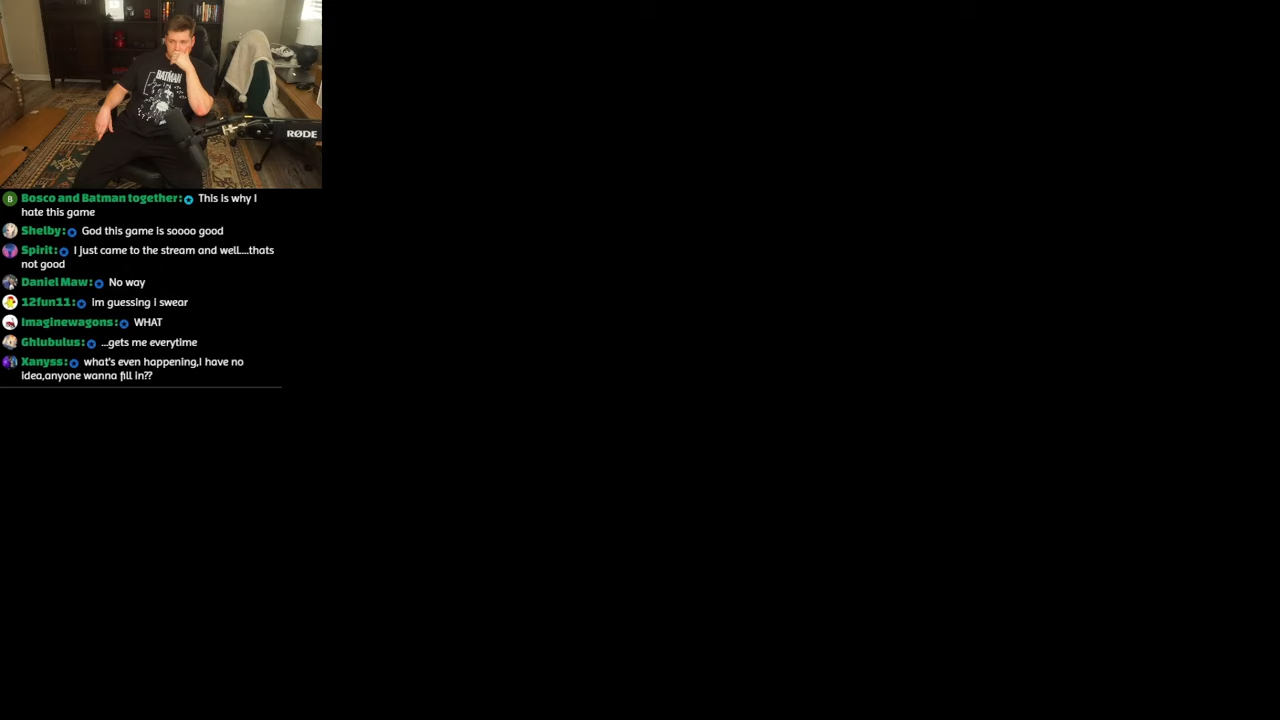 BATMAN
RØDE
B Bosco and Batman together: This is why I
hate this game
Shelby: God this game is soooo good
Spirit: I just came to the stream and well....thats
not good
Daniel Maw: No way
12fun11: im guessing i swear
Imaginewagons: WHAT
Ghlubulus: ...gets me everytime
Xanyss: what's even happening,I have no
idea,anyone wanna fill in??